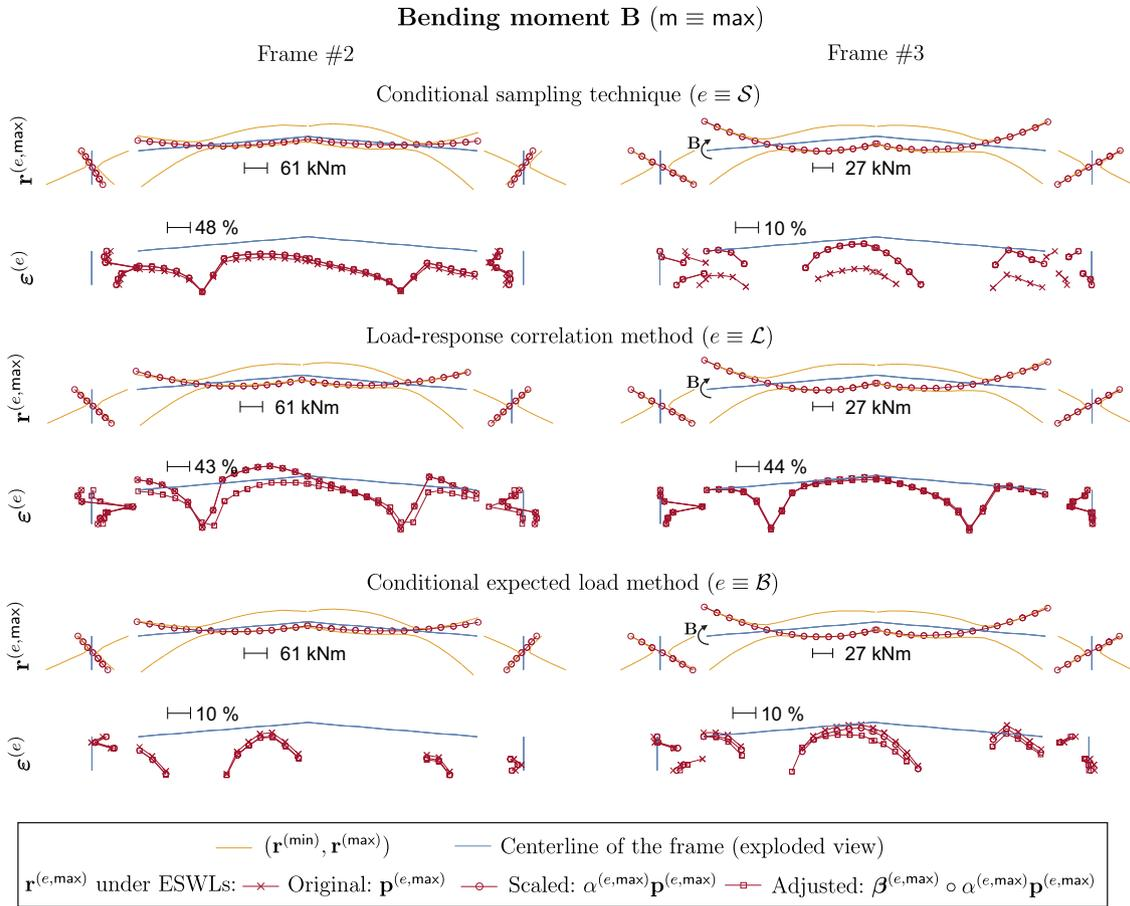 Bending moment B (m ≡ max)
Frame #2
Frame #3
Conditional sampling technique (e ≡ 𝒮)
r^(e,max)
61 kNm
B
27 kNm
ε^(e)
48 %
10 %
Load-response correlation method (e ≡ ℒ)
r^(e,max)
61 kNm
B
27 kNm
ε^(e)
43 %
44 %
Conditional expected load method (e ≡ ℬ)
r^(e,max)
61 kNm
B
27 kNm
ε^(e)
10 %
10 %
(r^(min), r^(max))
Centerline of the frame (exploded view)
r^(e,max) under ESWLs: Original: p^(e,max) Scaled: α^(e,max)p^(e,max) Adjusted: β^(e,max) ∘ α^(e,max)p^(e,max)